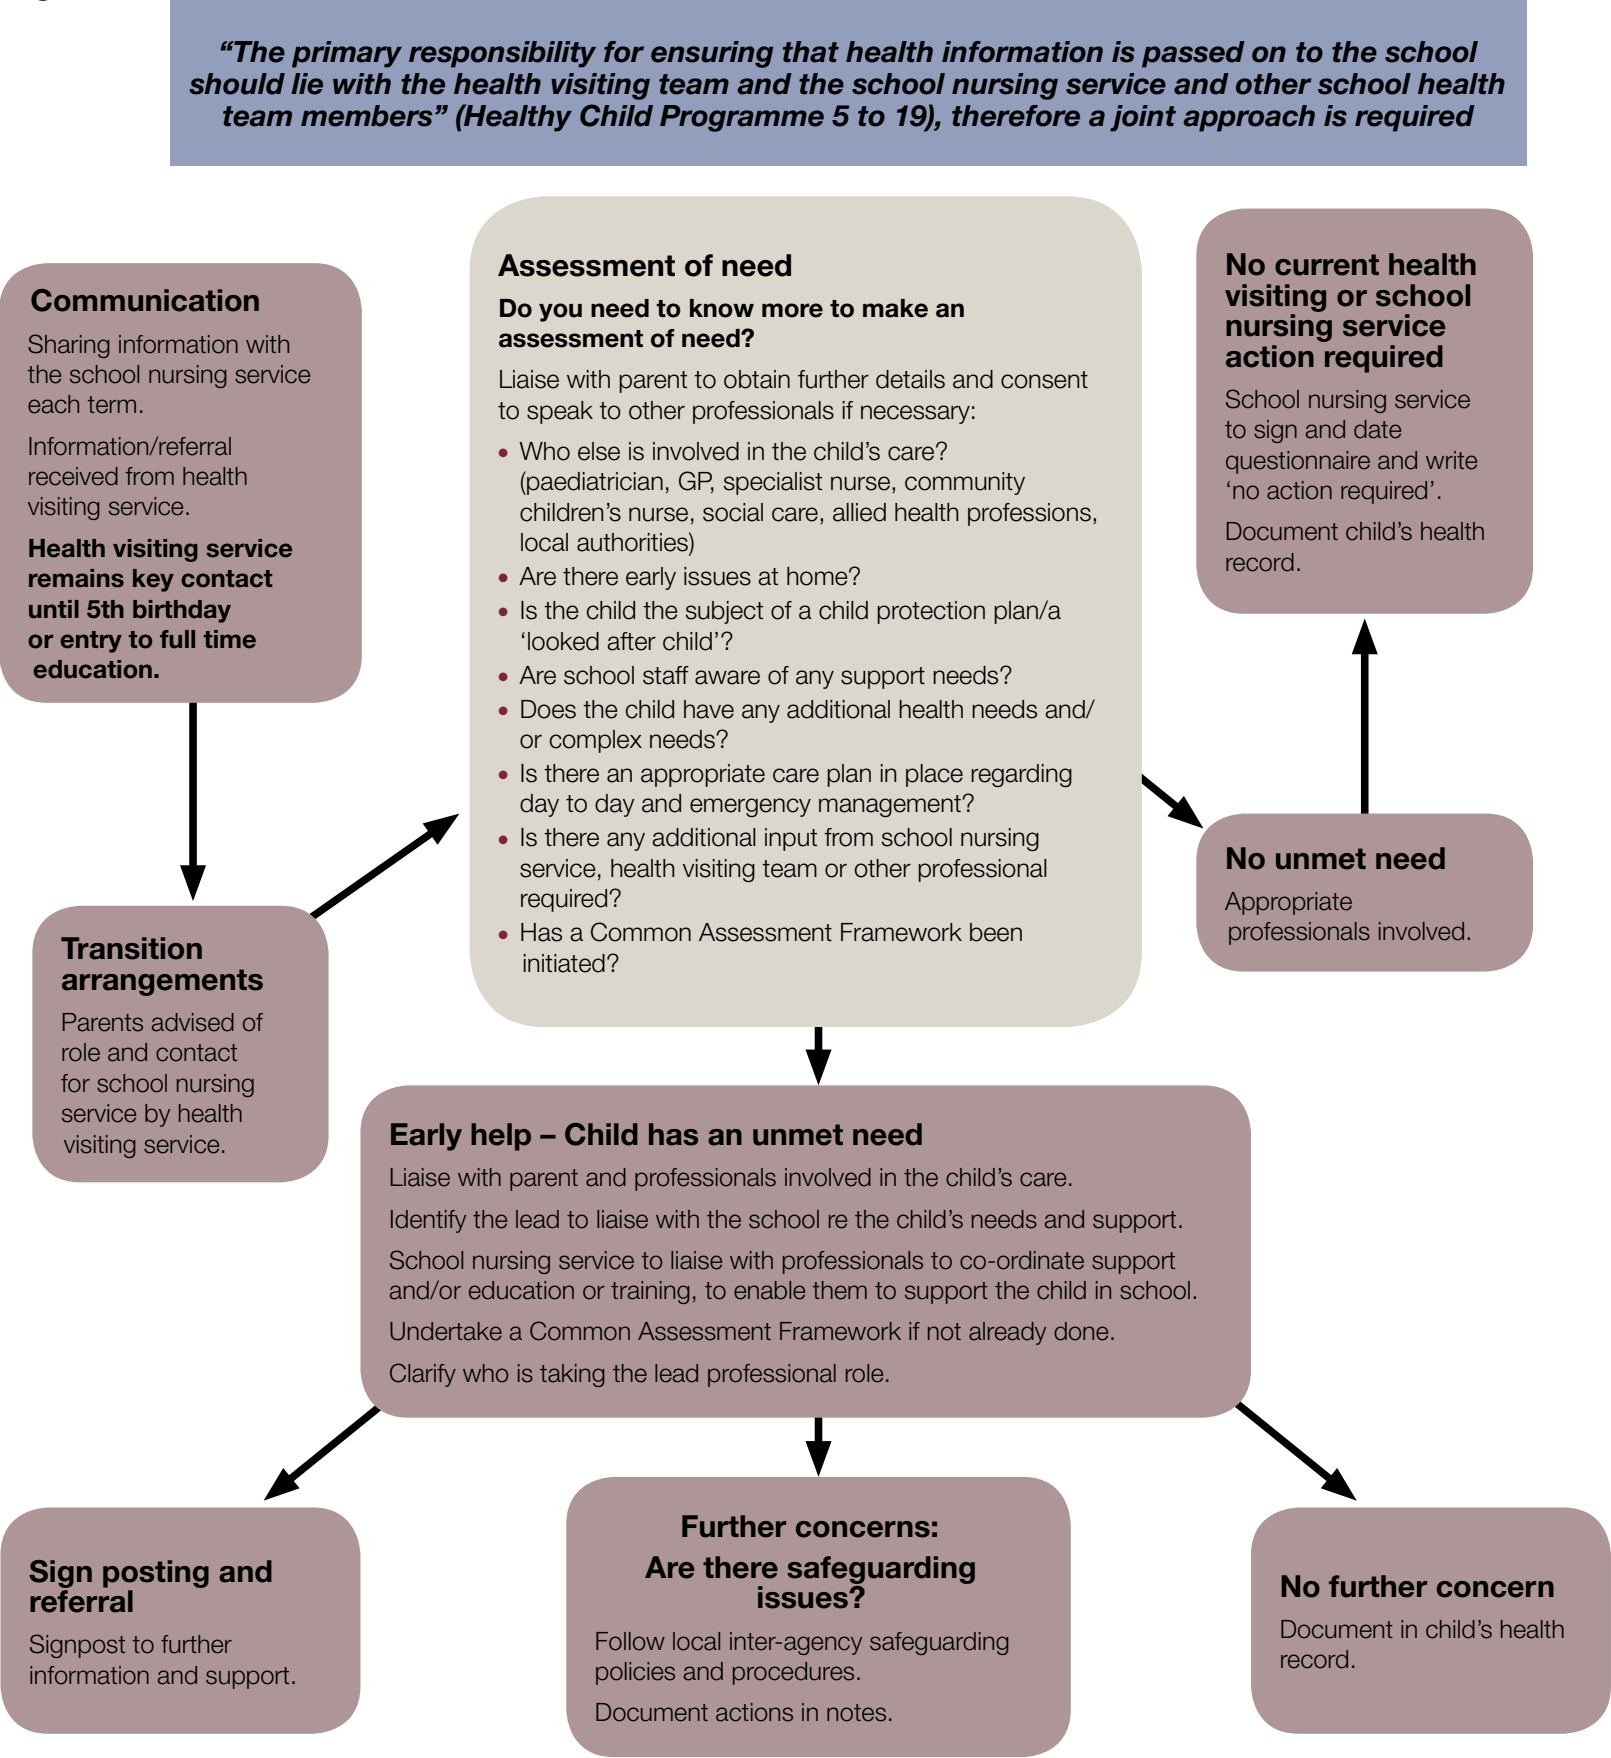 “The primary responsibility for ensuring that health information is passed on to the school
should lie with the health visiting team and the school nursing service and other school health
team members” (Healthy Child Programme 5 to 19), therefore a joint approach is required
Communication
Sharing information with
the school nursing service
each term.
Information/referral
received from health
visiting service.
Health visiting service
remains key contact
until 5th birthday
or entry to full time
education.
Transition
arrangements
Parents advised of
role and contact
for school nursing
service by health
visiting service.
Assessment of need
Do you need to know more to make an
assessment of need?
Liaise with parent to obtain further details and consent
to speak to other professionals if necessary:
• Who else is involved in the child’s care?
(paediatrician, GP, specialist nurse, community
children’s nurse, social care, allied health professions,
local authorities)
• Are there early issues at home?
• Is the child the subject of a child protection plan/a
‘looked after child’?
• Are school staff aware of any support needs?
• Does the child have any additional health needs and/
or complex needs?
• Is there an appropriate care plan in place regarding
day to day and emergency management?
• Is there any additional input from school nursing
service, health visiting team or other professional
required?
• Has a Common Assessment Framework been
initiated?
No current health
visiting or school
nursing service
action required
School nursing service
to sign and date
questionnaire and write
‘no action required’.
Document child’s health
record.
No unmet need
Appropriate
professionals involved.
Early help – Child has an unmet need
Liaise with parent and professionals involved in the child’s care.
Identify the lead to liaise with the school re the child’s needs and support.
School nursing service to liaise with professionals to co-ordinate support
and/or education or training, to enable them to support the child in school.
Undertake a Common Assessment Framework if not already done.
Clarify who is taking the lead professional role.
Sign posting and
referral
Signpost to further
information and support.
Further concerns:
Are there safeguarding
issues?
Follow local inter-agency safeguarding
policies and procedures.
Document actions in notes.
No further concern
Document in child’s health
record.